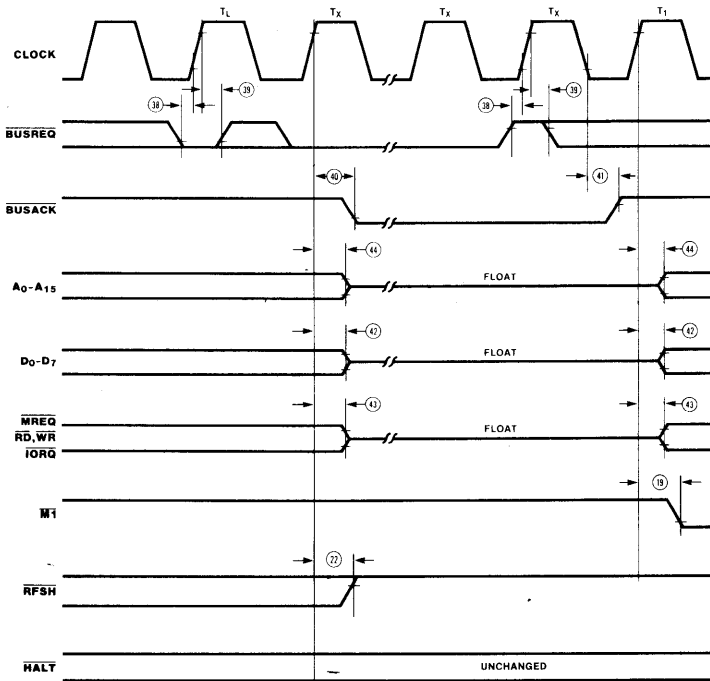 TL TX TX TX T1
CLOCK
38 39 38 39
BUSREQ
40 41
BUSACK
44 44
A0-A15 FLOAT
42 42
D0-D7 FLOAT
43 43
MREQ
RD, WR FLOAT
IORQ
19
M1
22
RFSH
HALT UNCHANGED